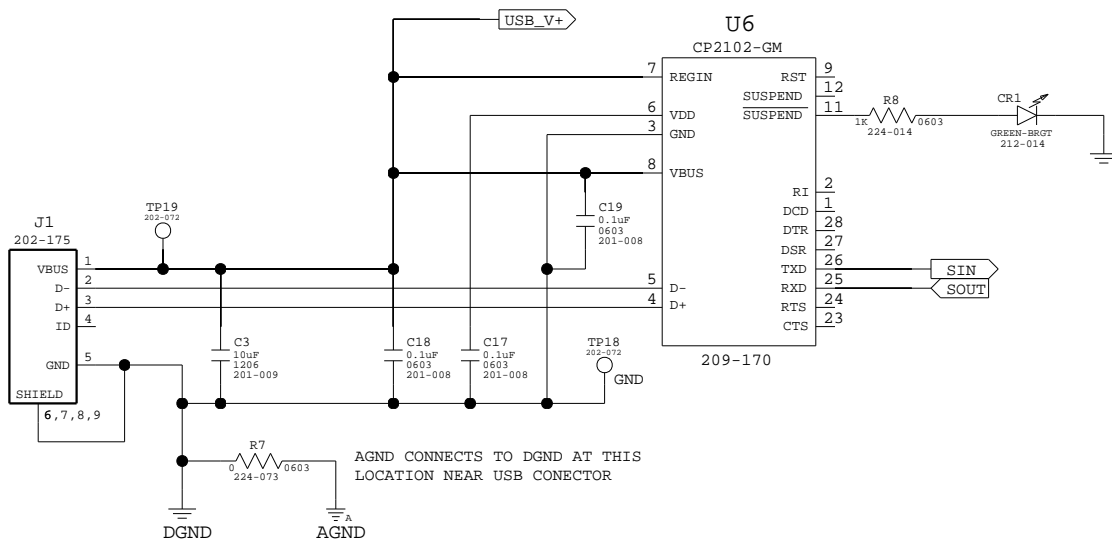 USB_V+
U6
CP2102-GM
7 REGIN
6 VDD
3 GND
8 VBUS
5 D-
4 D+
RST 9
SUSPEND 12
SUSPEND 11
RI 2
DCD 1
DTR 28
DSR 27
TXD 26
RXD 25
RTS 24
CTS 23
209-170
R8
1K 0603
224-014
CR1
GREEN-BRGT
212-014
SIN
SOUT
C19
0.1uF
0603
201-008
TP19
202-072
J1
202-175
VBUS 1
D- 2
D+ 3
ID 4
GND 5
SHIELD
6,7,8,9
C3
10uF
1206
201-009
C18
0.1uF
0603
201-008
C17
0.1uF
0603
201-008
TP18
202-072
GND
R7
0 0603
224-073
AGND CONNECTS TO DGND AT THIS
LOCATION NEAR USB CONECTOR
DGND
A
AGND